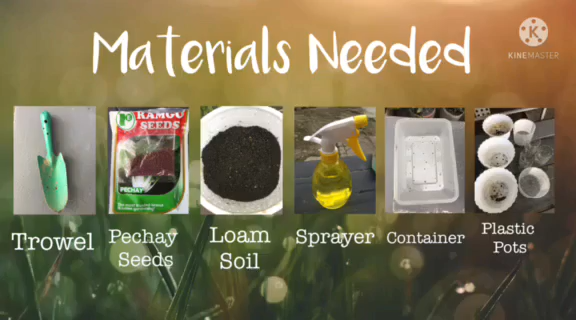 Materials Needed
K
KINEMASTER
RAMGO
SEEDS
PECHAY
Trowel
Pechay
Seeds
Loam
Soil
Sprayer
Container
Plastic
Pots